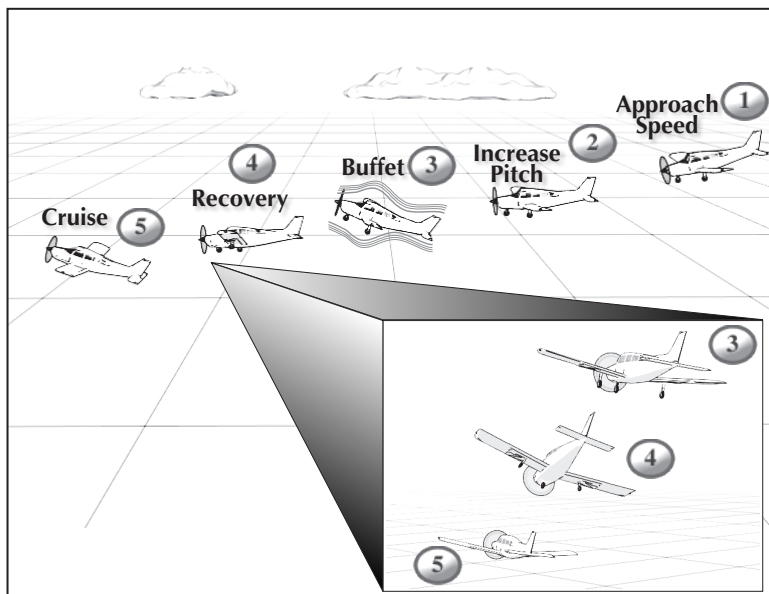 1
Approach
Speed
2
Increase
Pitch
3
Buffet
4
Recovery
5
Cruise
3
4
5